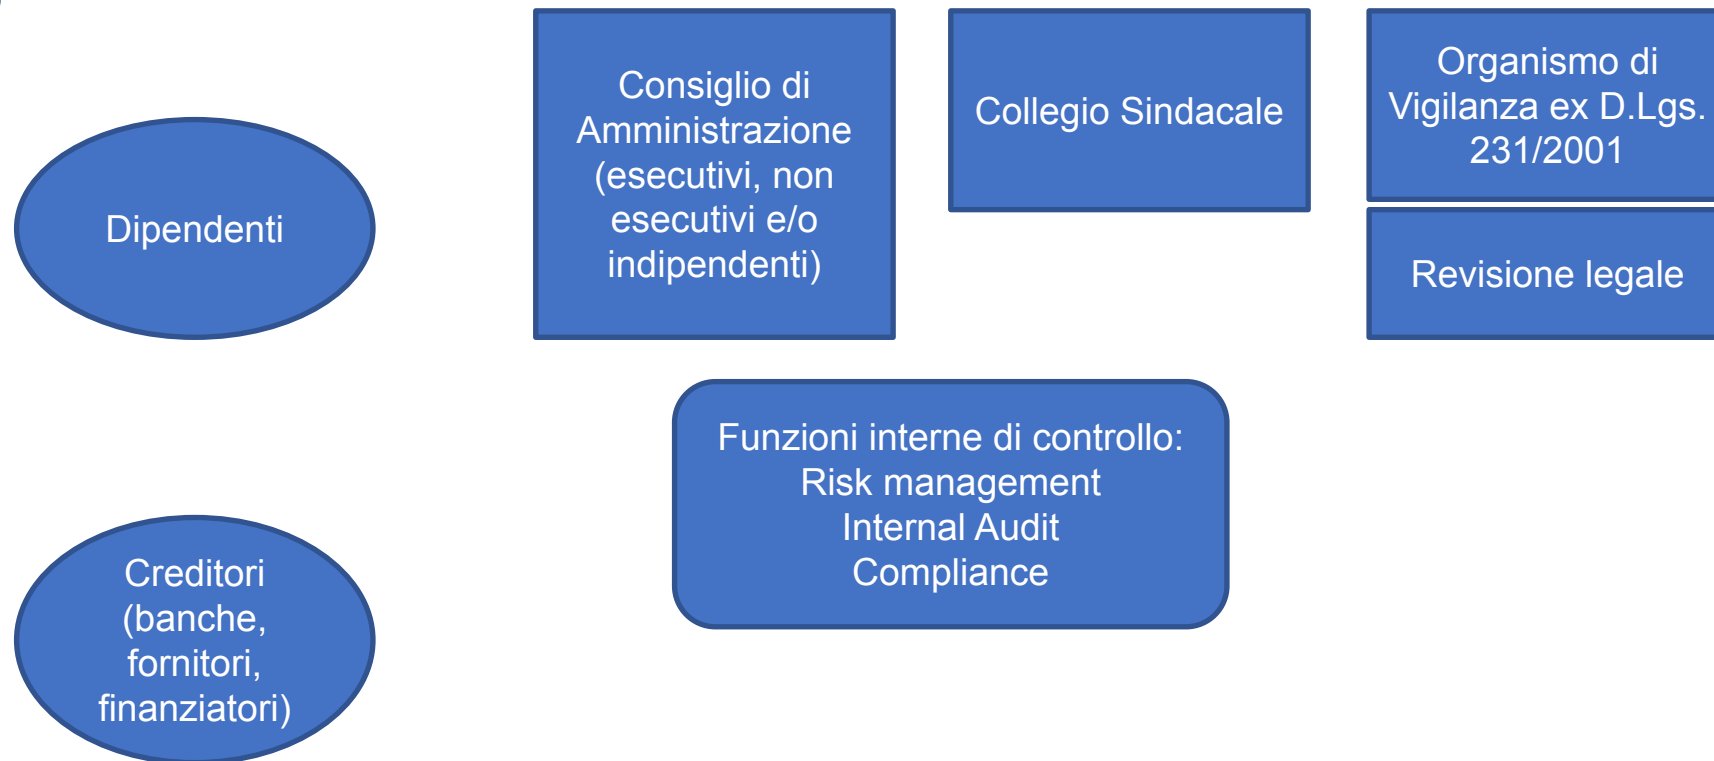 Dipendenti
Consiglio di
Amministrazione
(esecutivi, non
esecutivi e/o
indipendenti)
Collegio Sindacale
Organismo di
Vigilanza ex D.Lgs.
231/2001
Revisione legale
Funzioni interne di controllo:
Risk management
Internal Audit
Compliance
Creditori
(banche,
fornitori,
finanziatori)